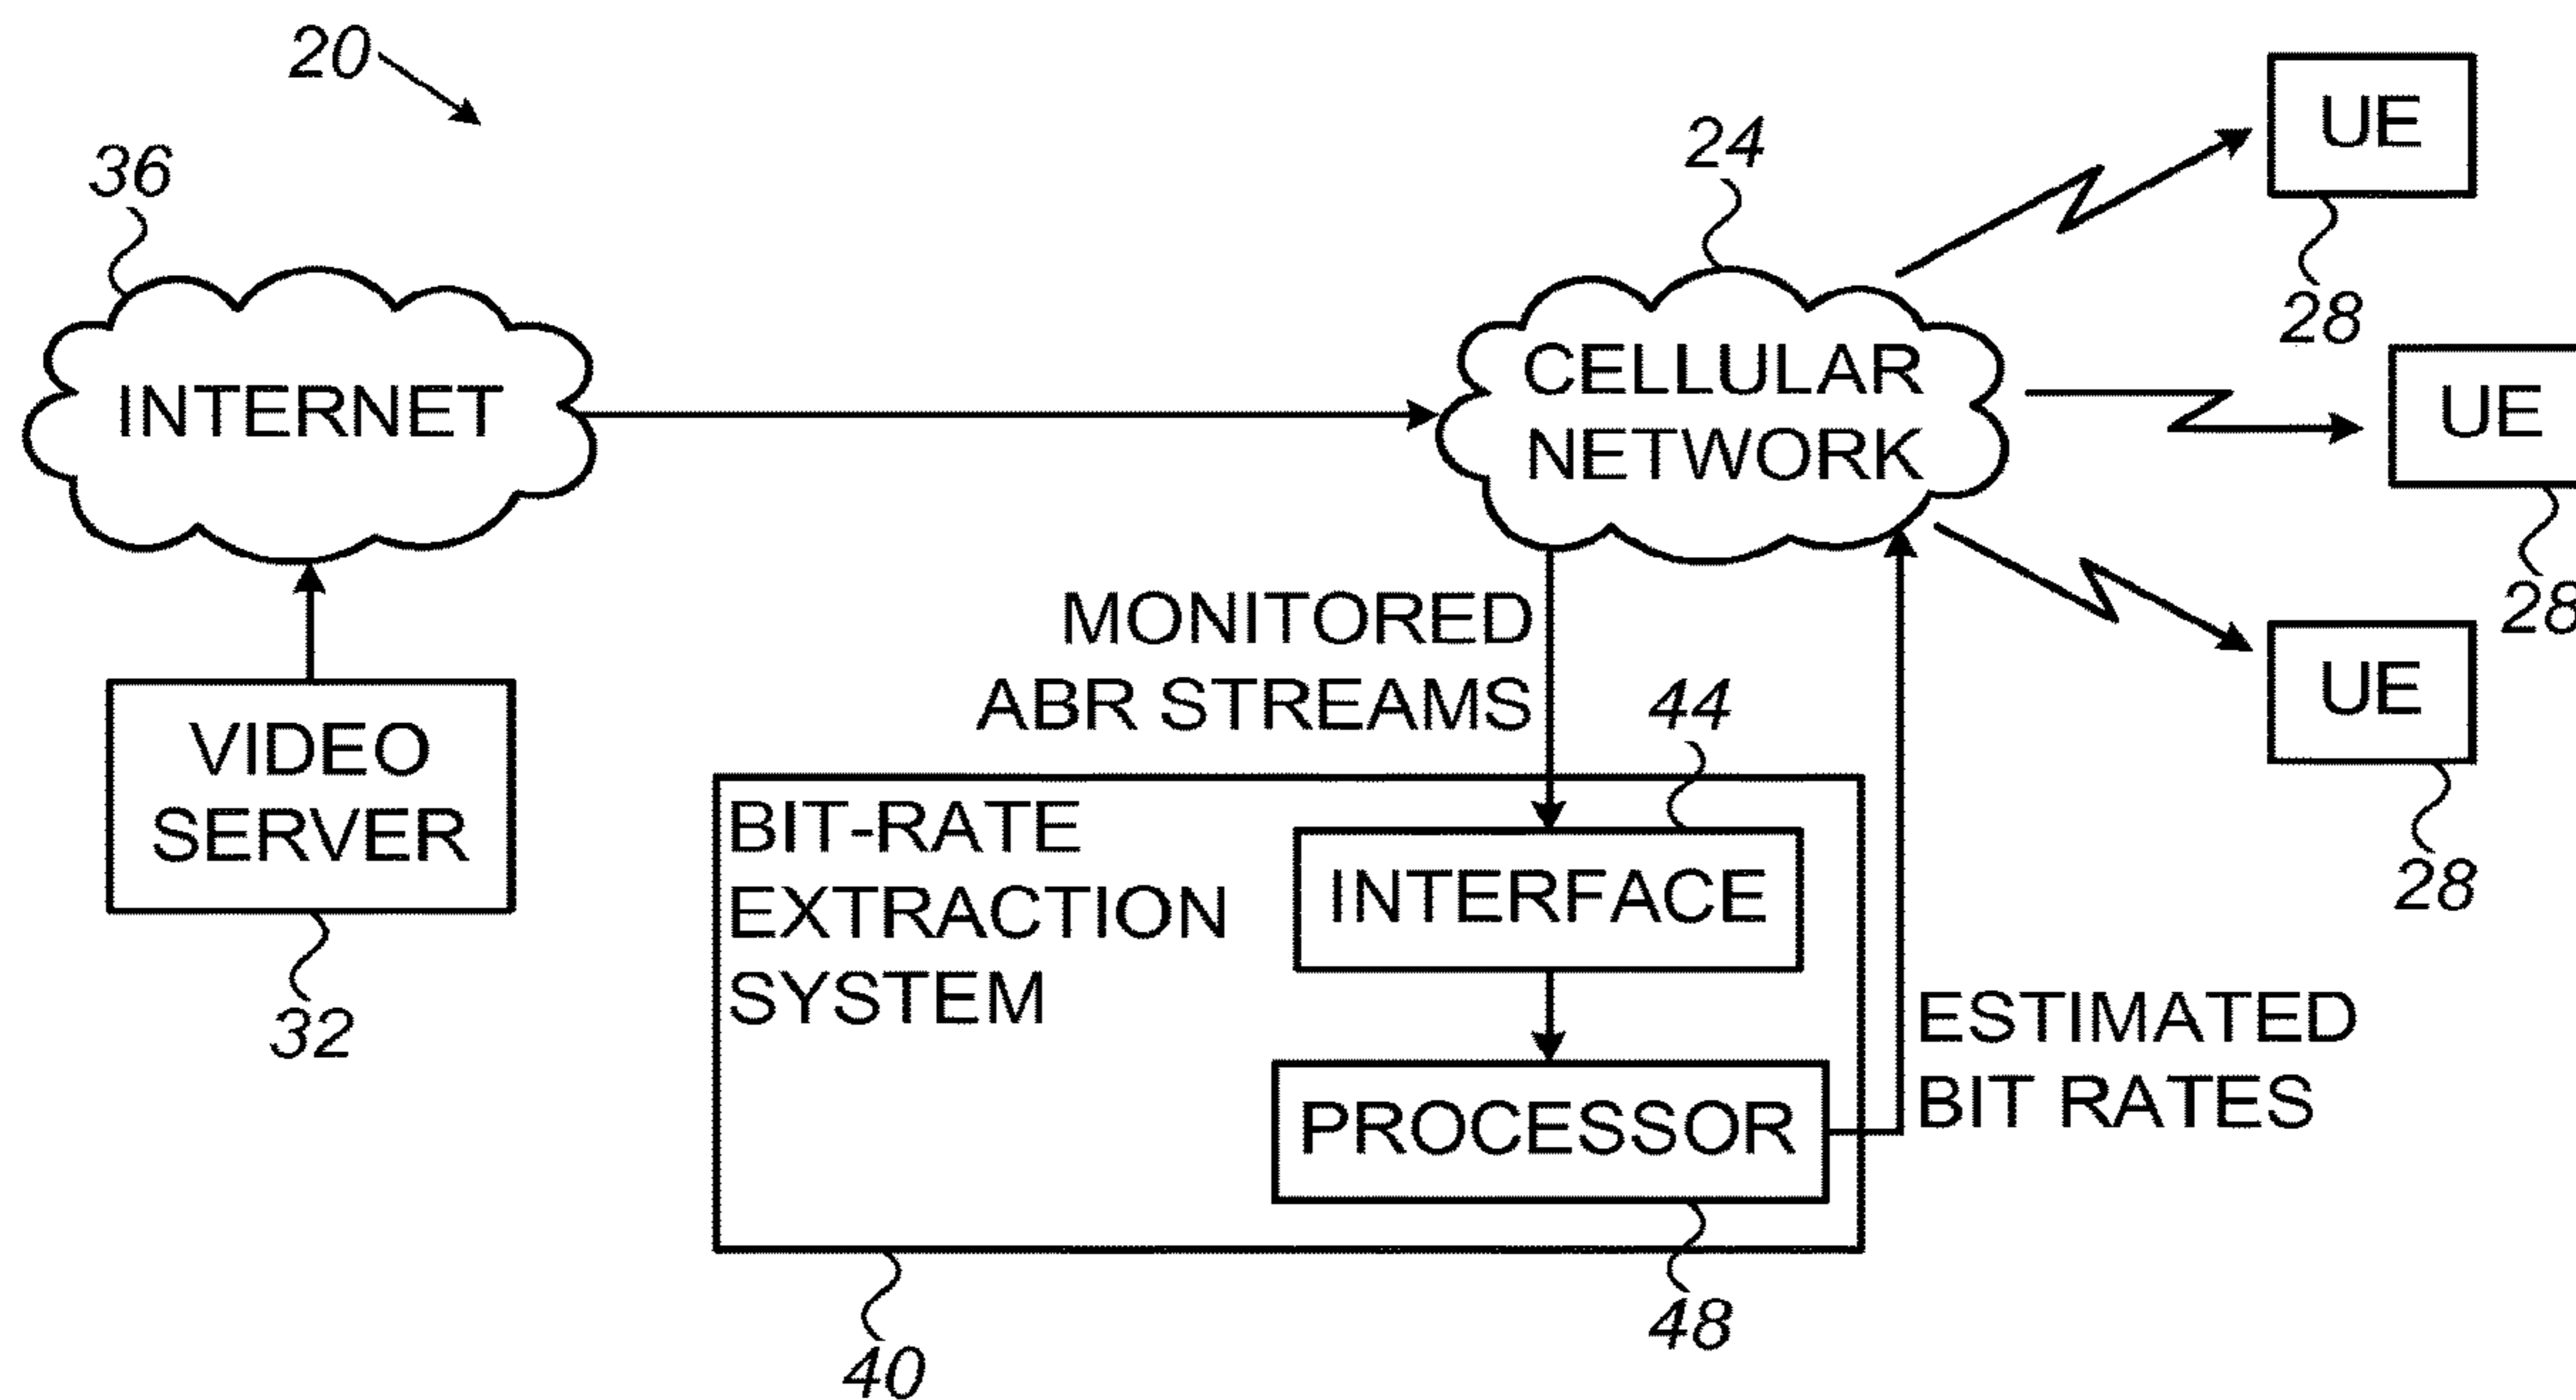 20
36
24
UE
28
INTERNET
CELLULAR
NETWORK
UE
28
MONITORED
ABR STREAMS
UE
28
VIDEO
SERVER
32
44
BIT-RATE
EXTRACTION
SYSTEM
INTERFACE
PROCESSOR
ESTIMATED
BIT RATES
48
40